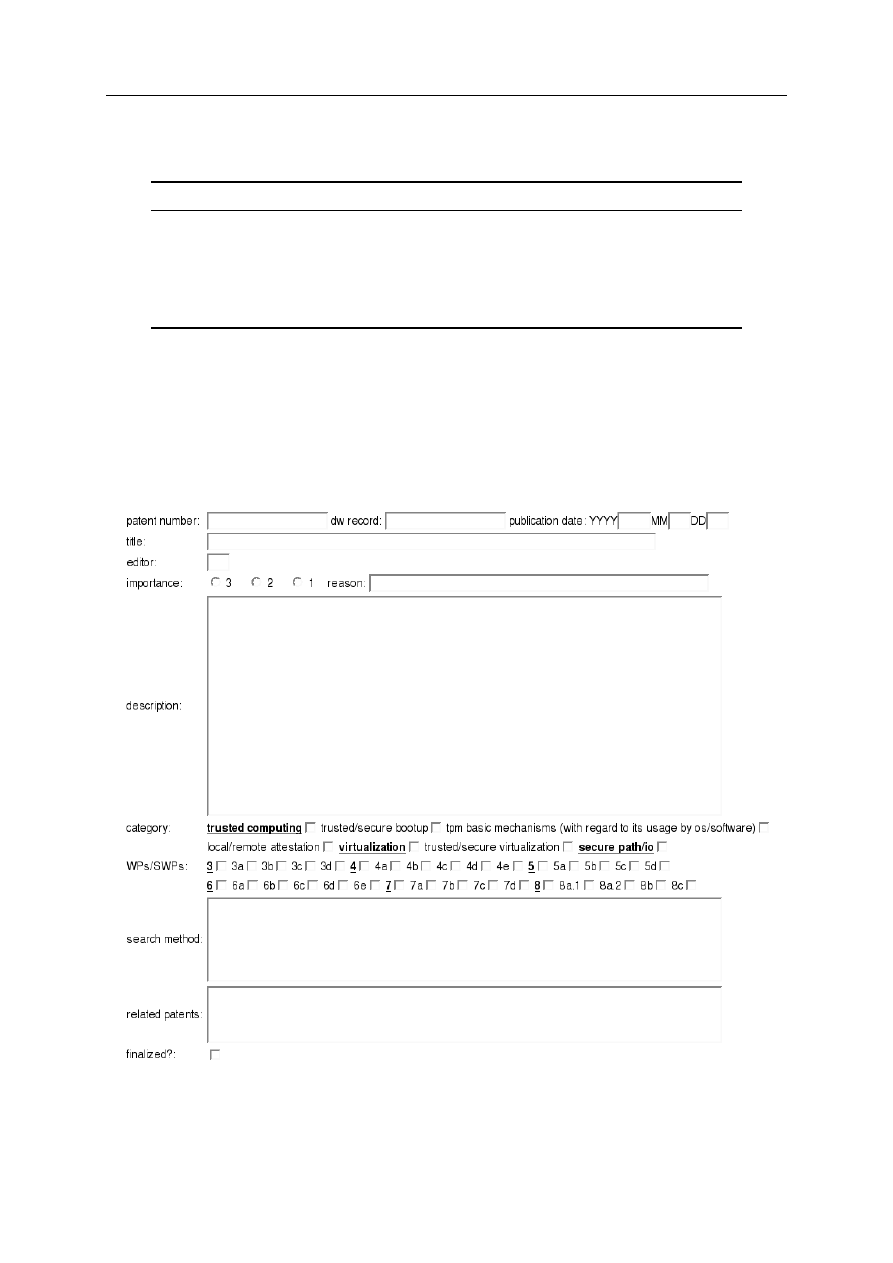 patent number: dw record: publication date: YYYY MM DD
title:
editor:
importance: 3 2 1 reason:
description:
category: trusted computing trusted/secure bootup tpm basic mechanisms (with regard to its usage by os/software)
local/remote attestation virtualization trusted/secure virtualization secure path/io
WPs/SWPs: 3 3a 3b 3c 3d 4 4a 4b 4c 4d 4e 5 5a 5b 5c 5d
6 6a 6b 6c 6d 6e 7 7a 7b 7c 7d 8 8a.1 8a.2 8b 8c
search method:
related patents:
finalized?: